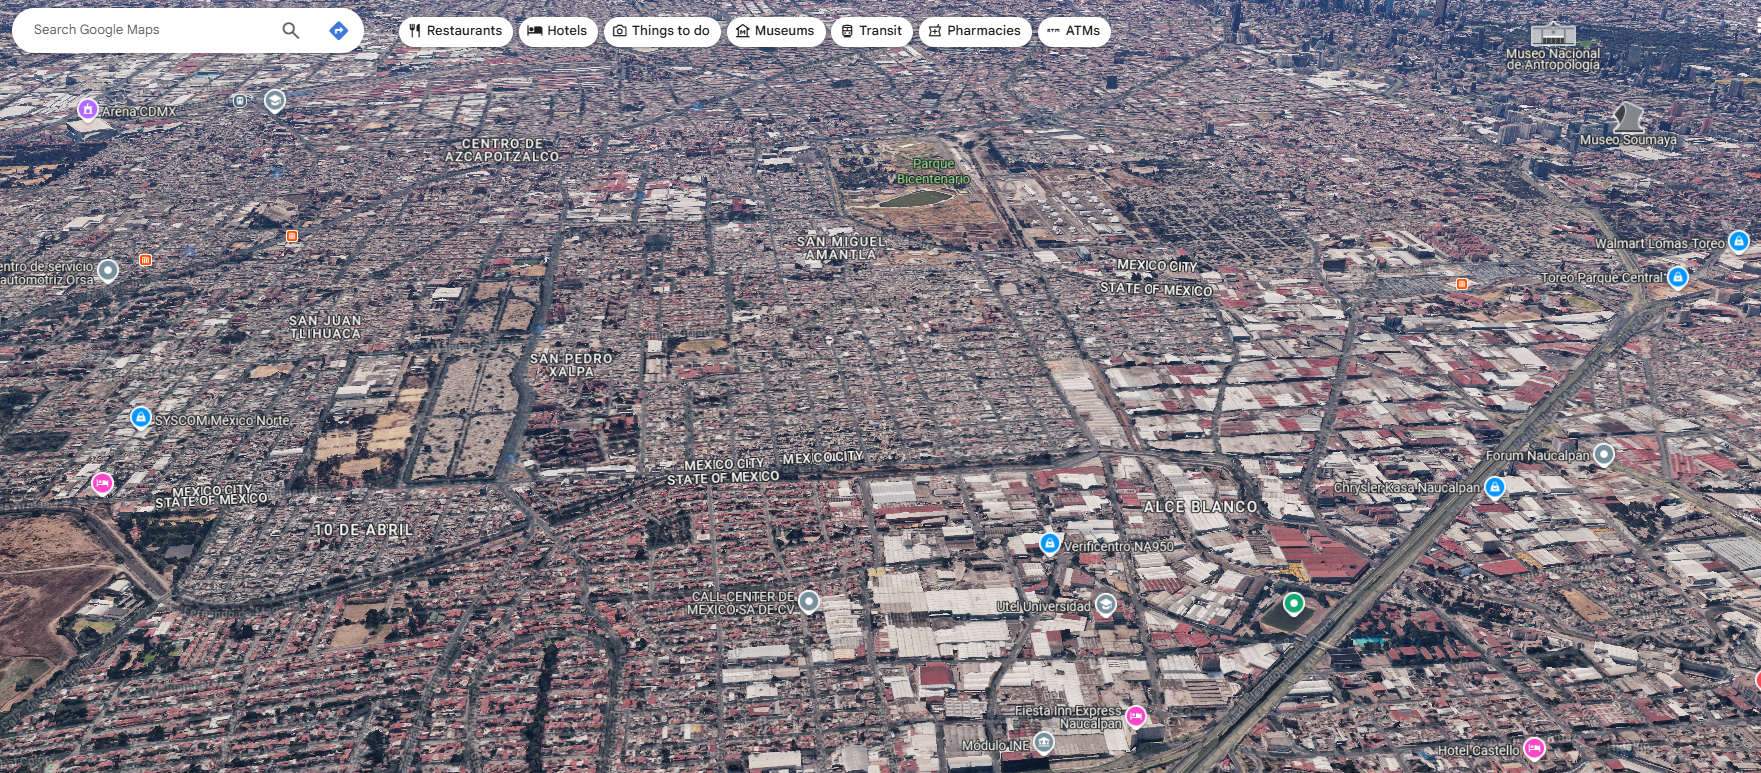 Search Google Maps
Restaurants
Hotels
Things to do
Museums
Transit
Pharmacies
ATMs
Museo Nacional
de Antropología
Arena CDMX
Museo Soumaya
CENTRO DE
AZCAPOTZALCO
Parque
Bicentenario
SAN MIGUEL
AMANTLA
Walmart Lomas Toreo
Toreo Parque Central
entro de servicio
automotriz Orsa
MEXICO CITY
STATE OF MEXICO
SAN JUAN
TLIHUACA
SAN PEDRO
XALPA
SYSCOM México Norte
MEXICO CITY
STATE OF MEXICO
MEXICO CITY
Forum Naucalpan
Chrysler Kasa Naucalpan
MEXICO CITY
STATE OF MEXICO
ALCE BLANCO
10 DE ABRIL
Verificentro NA950
CALL CENTER DE
MEXICO SA DE CV
Utel Universidad
Fiesta Inn Express
Naucalpan
Módulo INE
Hotel Castello